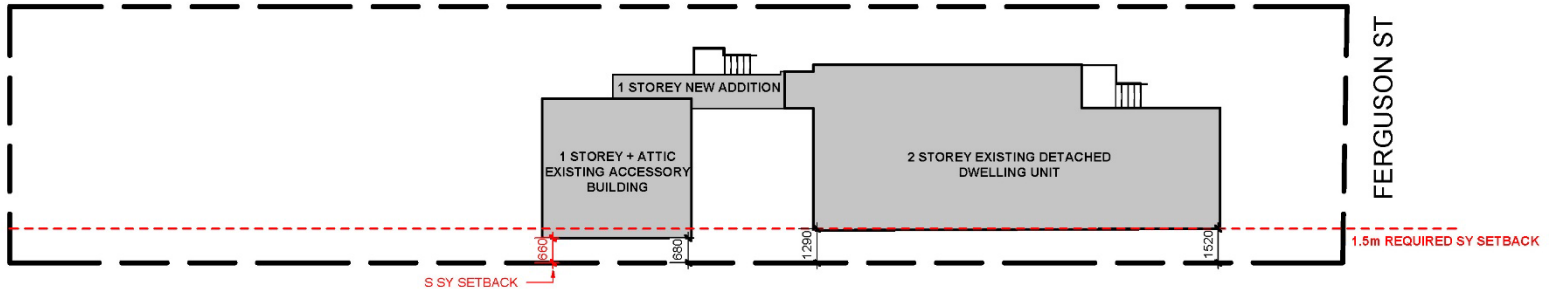 1 STOREY NEW ADDITION
1 STOREY + ATTIC
EXISTING ACCESSORY
BUILDING
2 STOREY EXISTING DETACHED
DWELLING UNIT
FERGUSON ST
660
680
1290
1520
1.5m REQUIRED SY SETBACK
S SY SETBACK